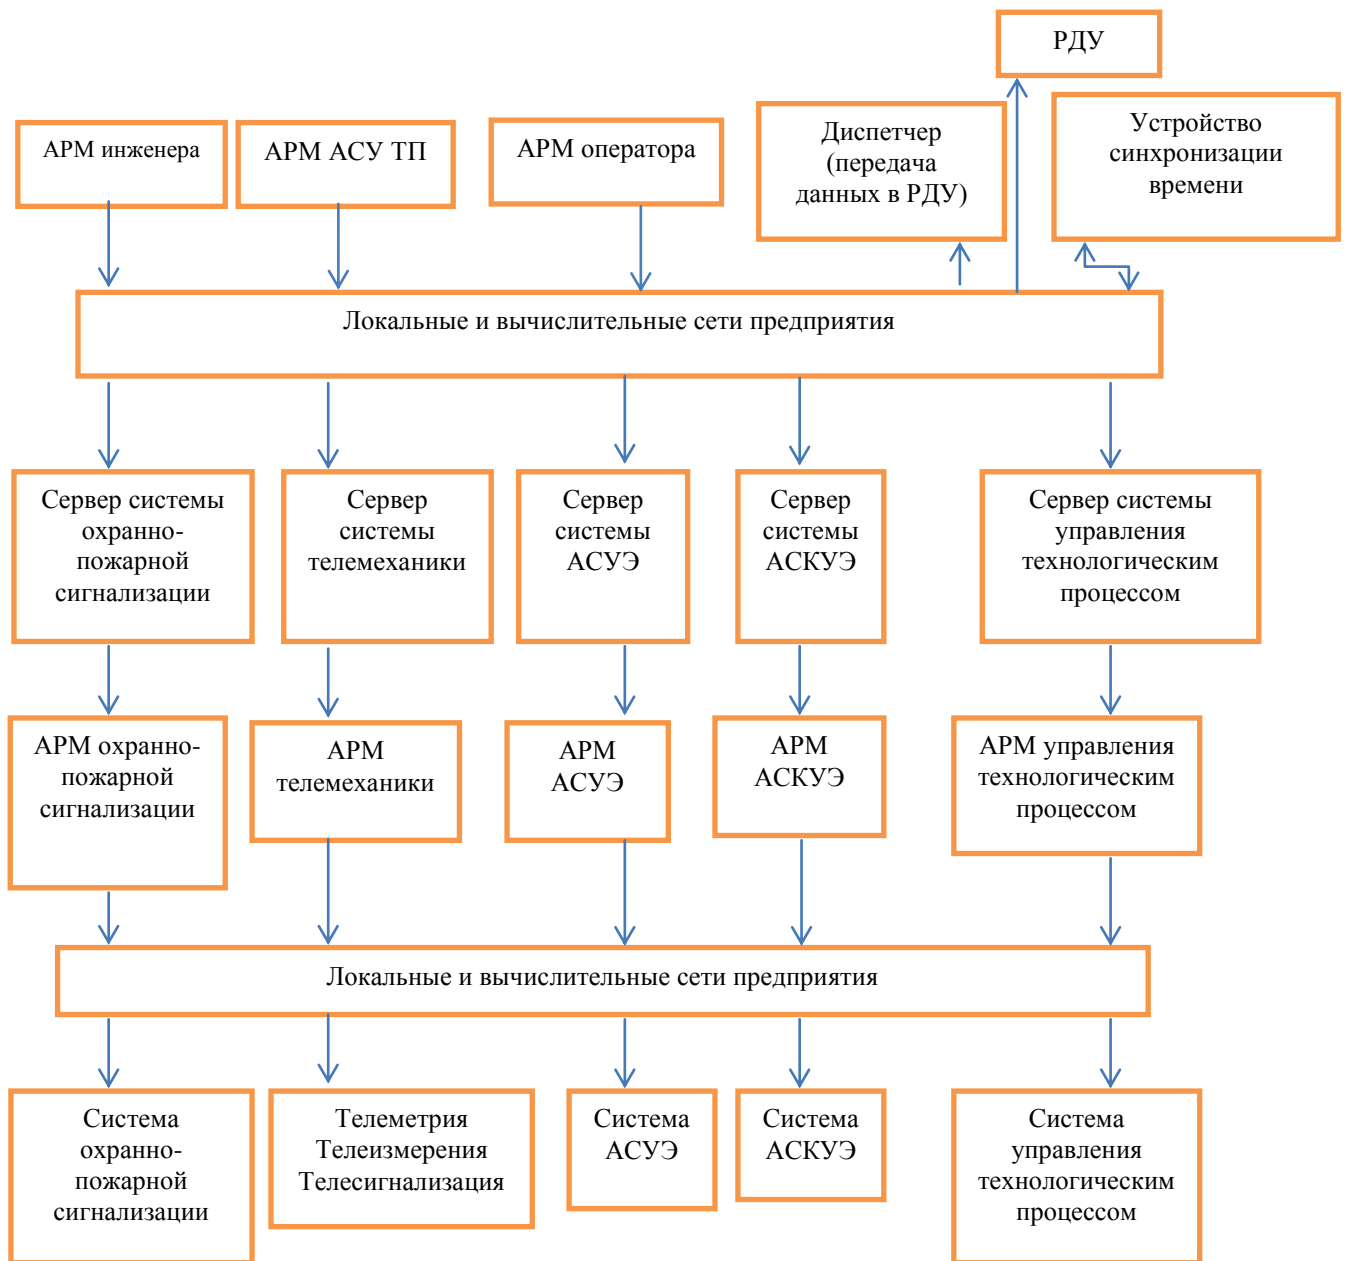 РДУ
АРМ инженера
АРМ АСУ ТП
АРМ оператора
Диспетчер
(передача
данных в РДУ)
Устройство
синхронизации
времени
Локальные и вычислительные сети предприятия
Сервер системы
охранно-
пожарной
сигнализации
Сервер
системы
телемеханики
Сервер
системы
АСУЭ
Сервер
системы
АСКУЭ
Сервер системы
управления
технологическим
процессом
АРМ охранно-
пожарной
сигнализации
АРМ
телемеханики
АРМ
АСУЭ
АРМ
АСКУЭ
АРМ управления
технологическим
процессом
Локальные и вычислительные сети предприятия
Система
охранно-
пожарной
сигнализации
Телеметрия
Телеизмерения
Телесигнализация
Система
АСУЭ
Система
АСКУЭ
Система
управления
технологическим
процессом